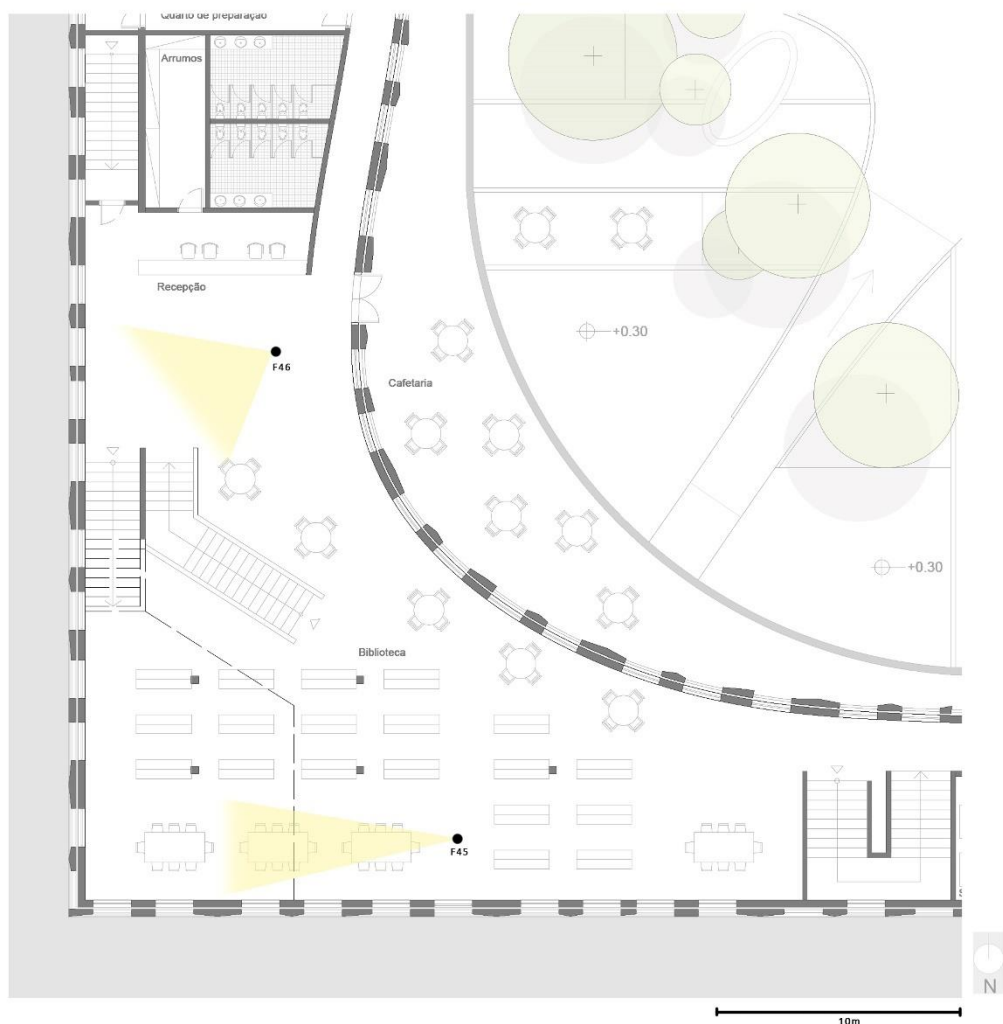 Quarto de preparação
Arrumos
Recepção
F46
+0.30
Cafetaria
+0.30
Biblioteca
F45
N
10m